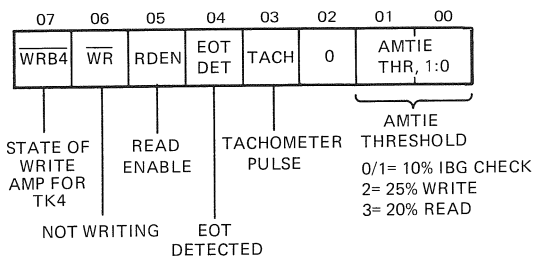 07 06 05 04 03 02 01 00
WRB4 WR RDEN EOT DET TACH 0 AMTIE THR, 1:0
STATE OF WRITE AMP FOR TK4
NOT WRITING
READ ENABLE
EOT DETECTED
TACHOMETER PULSE
AMTIE THRESHOLD
0/1= 10% IBG CHECK
2= 25% WRITE
3= 20% READ